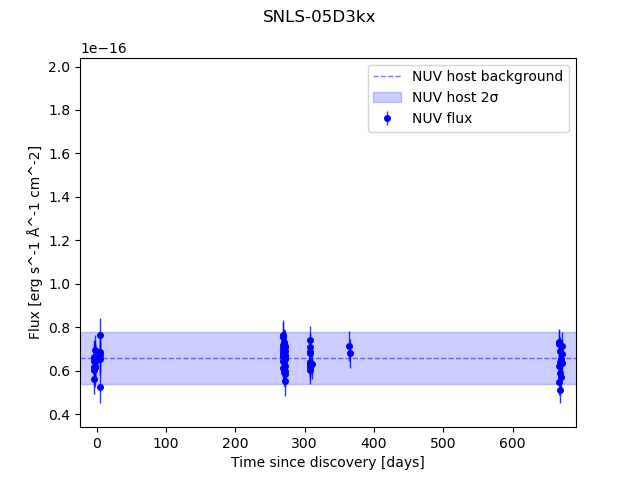 SNLS-05D3kx
1e−16
NUV host background
NUV host 2σ
NUV flux
2.0
1.8
1.6
1.4
1.2
1.0
0.8
0.6
0.4
Flux [erg s^-1 Å^-1 cm^-2]
0 100 200 300 400 500 600
Time since discovery [days]